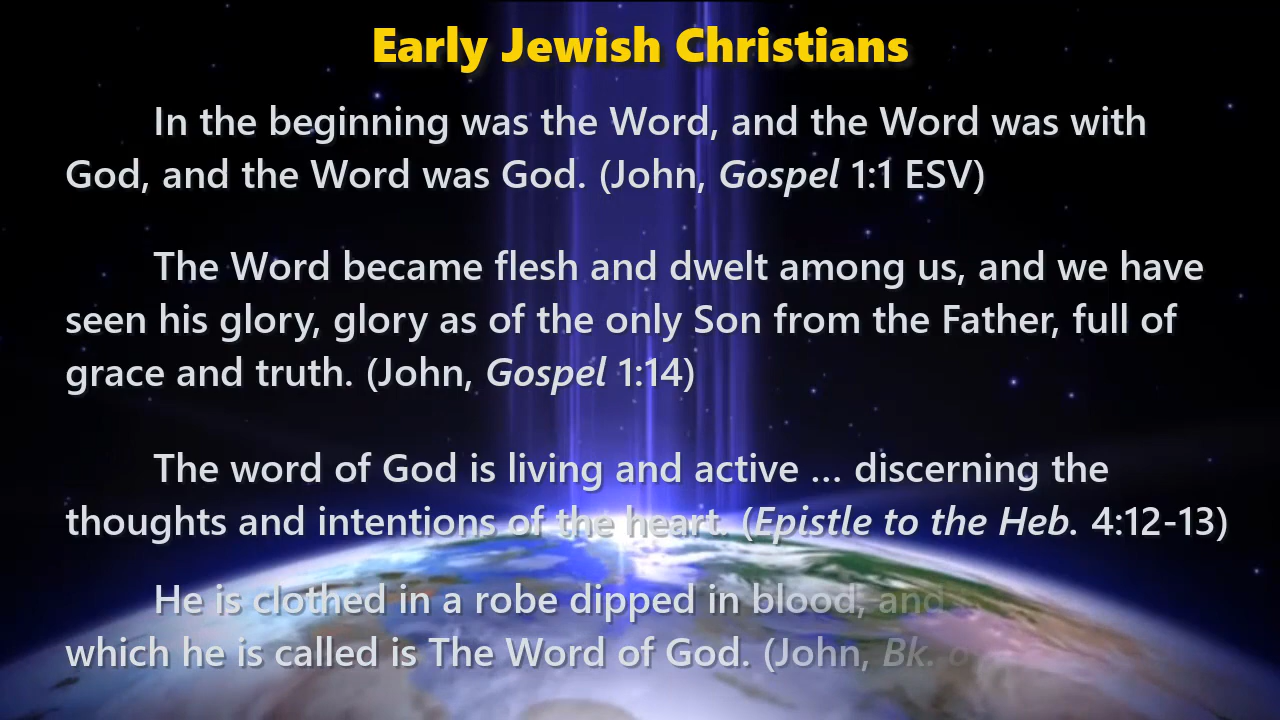 Early Jewish Christians
In the beginning was the Word, and the Word was with
God, and the Word was God. (John, Gospel 1:1 ESV)
The Word became flesh and dwelt among us, and we have
seen his glory, glory as of the only Son from the Father, full of
grace and truth. (John, Gospel 1:14)
The word of God is living and active … discerning the
thoughts and intentions of the heart. (Epistle to the Heb. 4:12-13)
He is clothed in a robe dipped in blood, and
which he is called is The Word of God. (John, Bk.